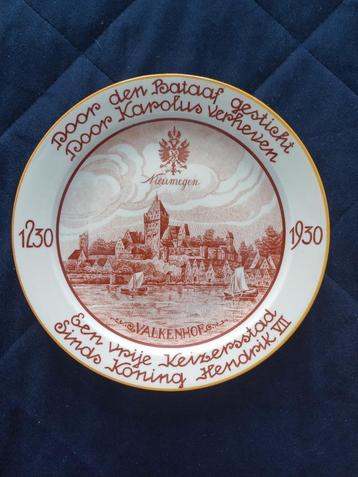 Door den Bataaf gesticht
Door Karolus verheven
Nieumegen
1230
1930
VALKENHOF
Een vrije Keizersstad
Sinds Koning Hendrik VII